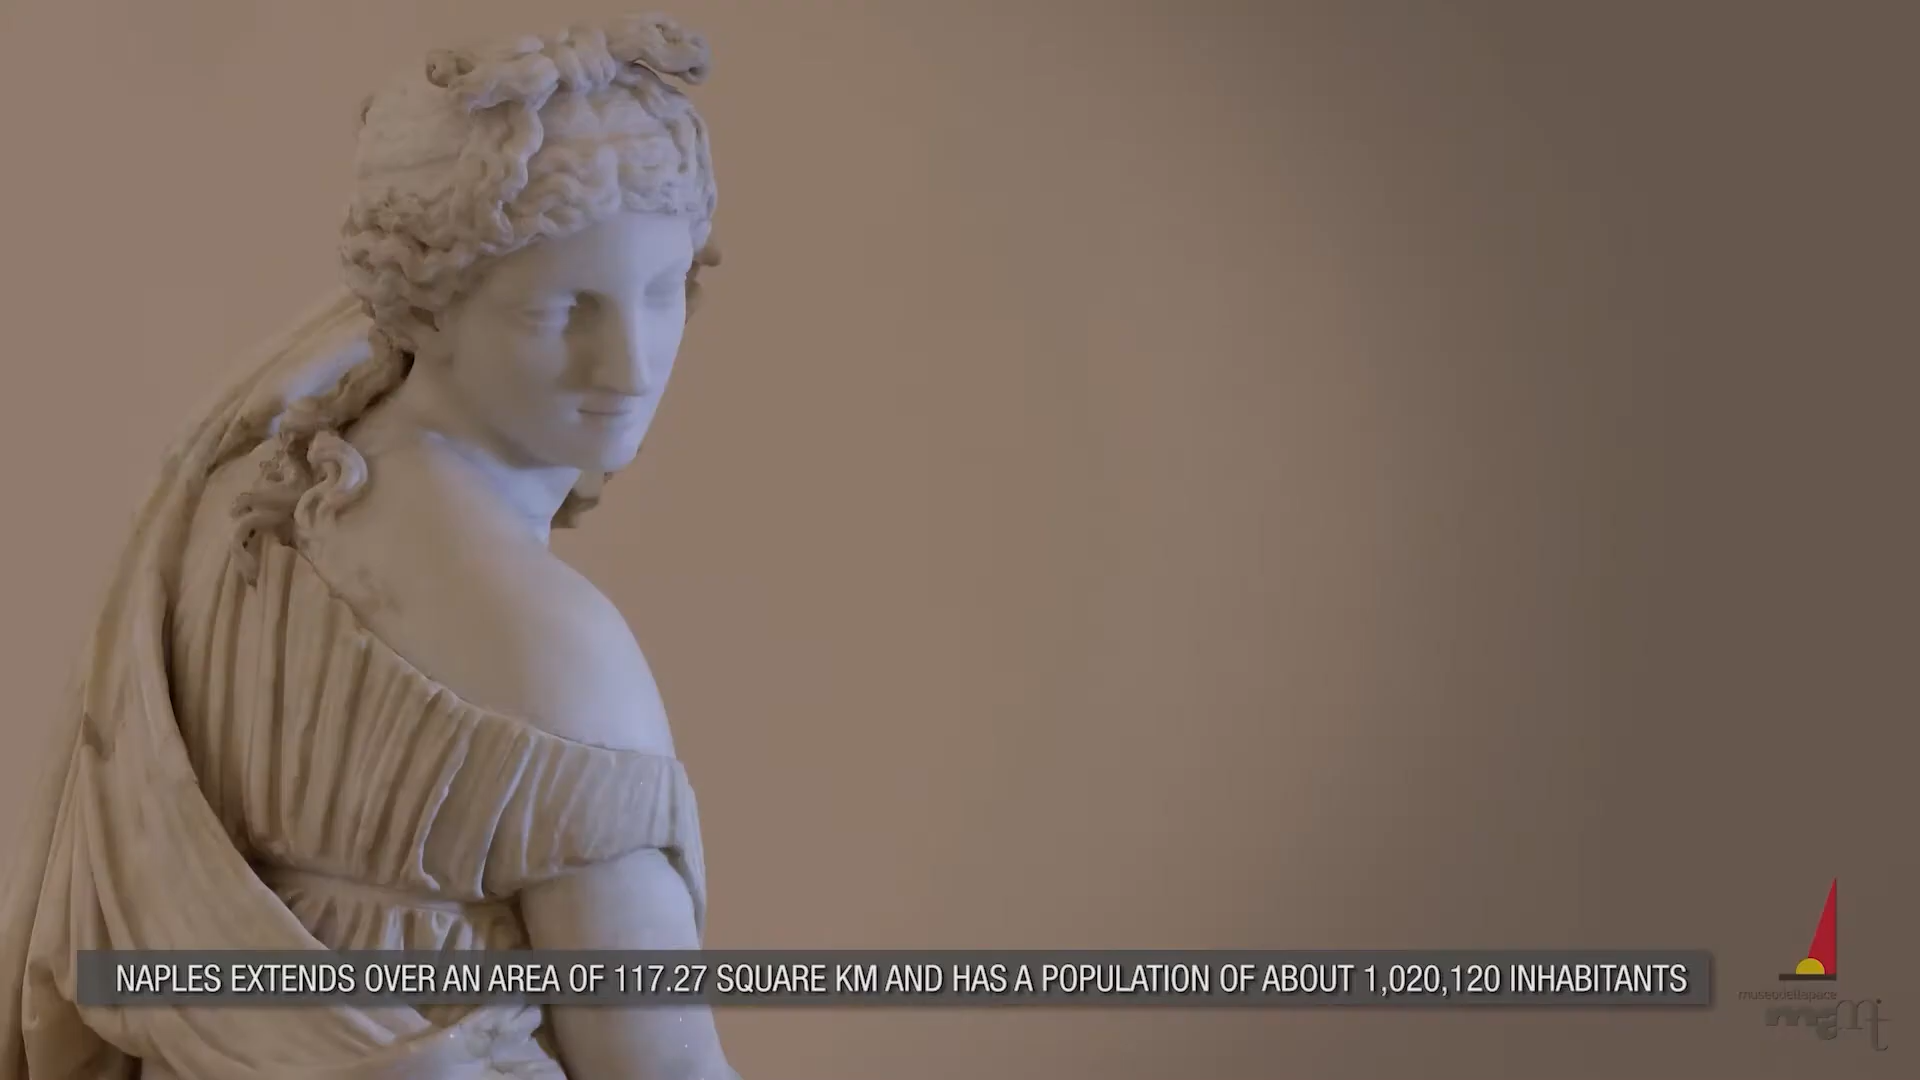 NAPLES EXTENDS OVER AN AREA OF 117.27 SQUARE KM AND HAS A POPULATION OF ABOUT 1,020,120 INHABITANTS
museodellapace